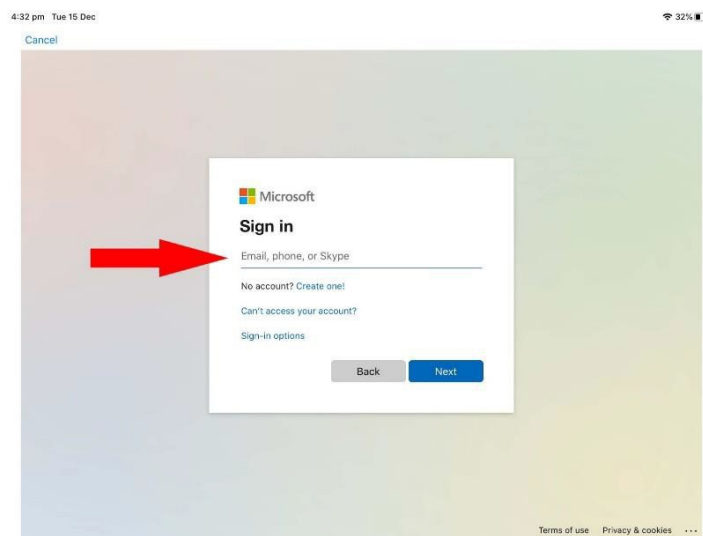 4:32 pm Tue 15 Dec 32%
Cancel
Microsoft
Sign in
Email, phone, or Skype
No account? Create one!
Can't access your account?
Sign-in options
Back Next
Terms of use Privacy & cookies ...